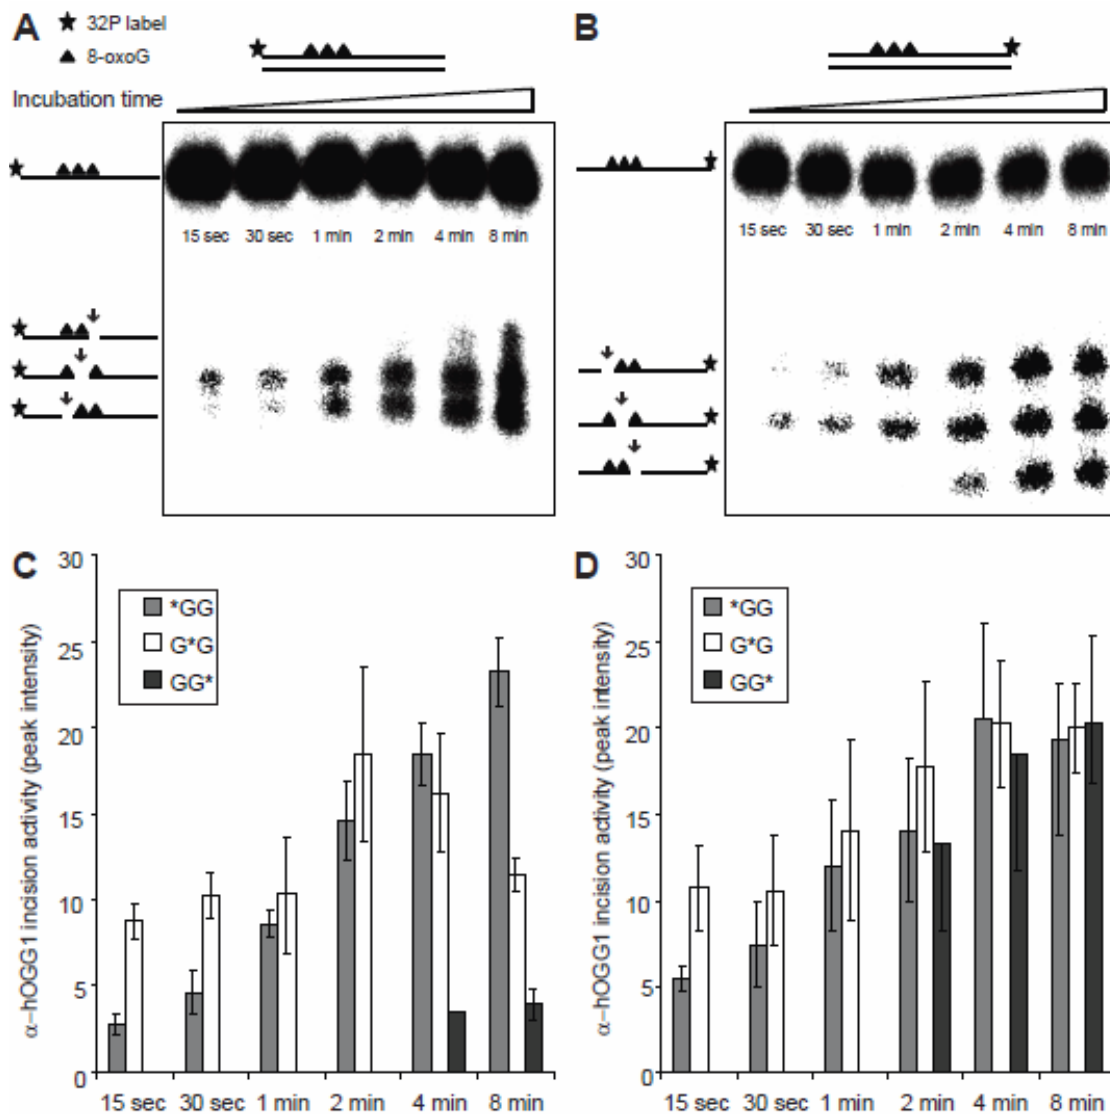 A
★ 32P label
▲ 8-oxoG
Incubation time
15 sec 30 sec 1 min 2 min 4 min 8 min
B
15 sec 30 sec 1 min 2 min 4 min 8 min
C
α-hOGG1 incision activity (peak intensity)
30
25
20
15
10
5
0
*GG
G*G
GG*
15 sec 30 sec 1 min 2 min 4 min 8 min
D
α-hOGG1 incision activity (peak intensity)
30
25
20
15
10
5
0
*GG
G*G
GG*
15 sec 30 sec 1 min 2 min 4 min 8 min